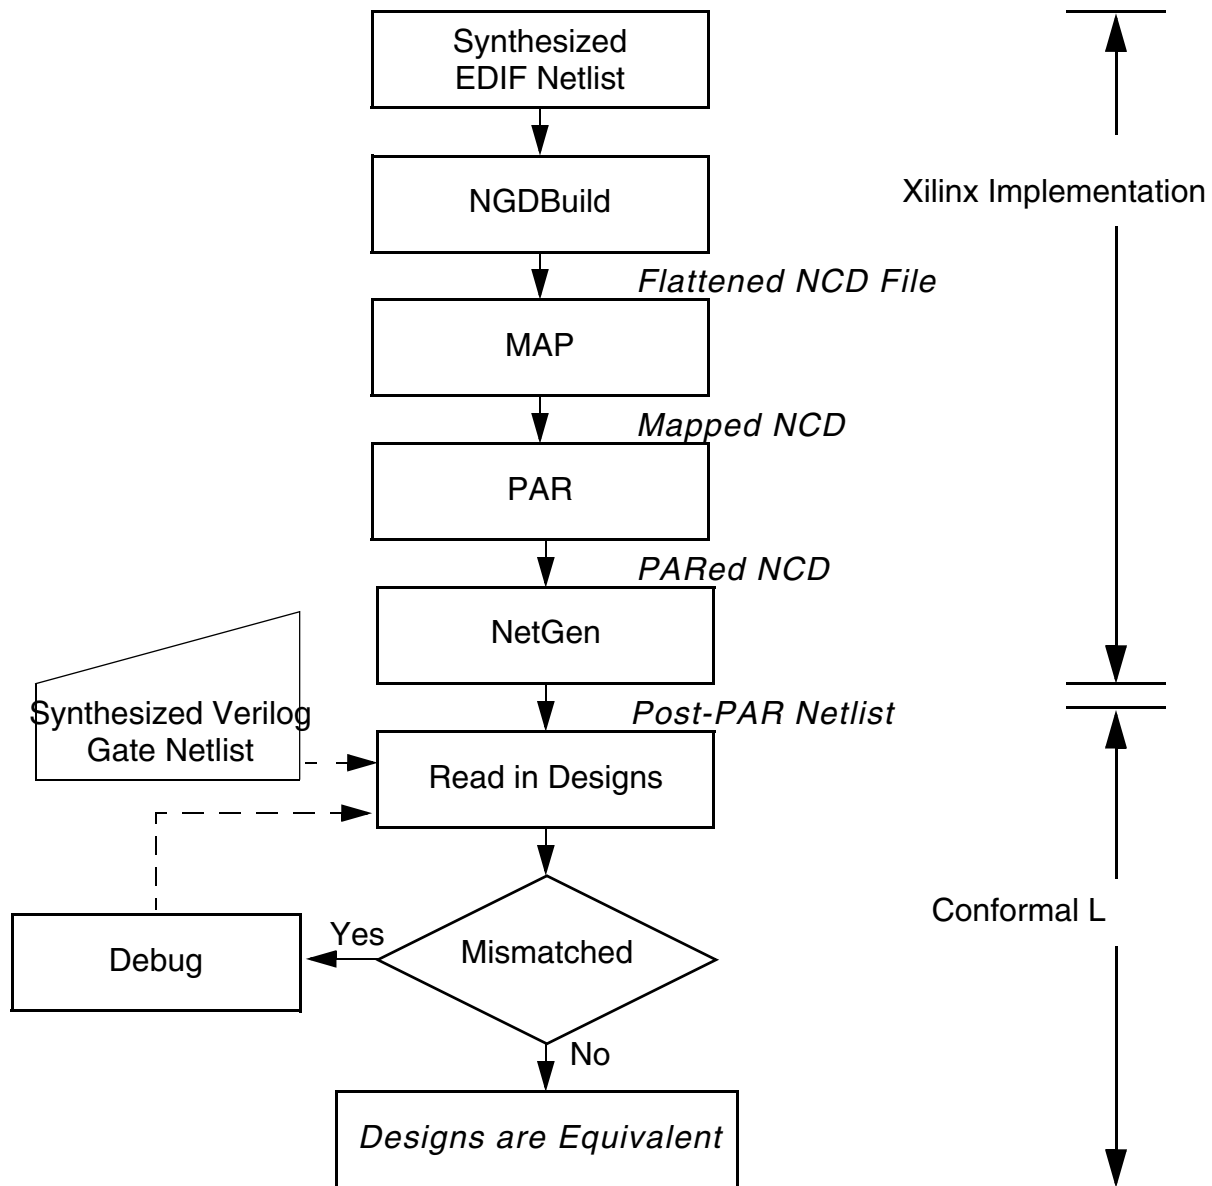 Synthesized
EDIF Netlist
NGDBuild
Xilinx Implementation
Flattened NCD File
MAP
Mapped NCD
PAR
PARed NCD
NetGen
Synthesized Verilog
Gate Netlist
Post-PAR Netlist
Read in Designs
Conformal L
Yes
Mismatched
Debug
No
Designs are Equivalent